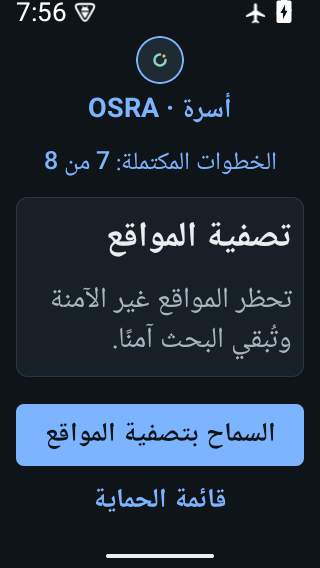 7:56
أسرة · OSRA
الخطوات المكتملة: 7 من 8
تصفية المواقع
تحظر المواقع غير الآمنة
وتُبقي البحث آمنًا.
السماح بتصفية المواقع
قائمة الحماية